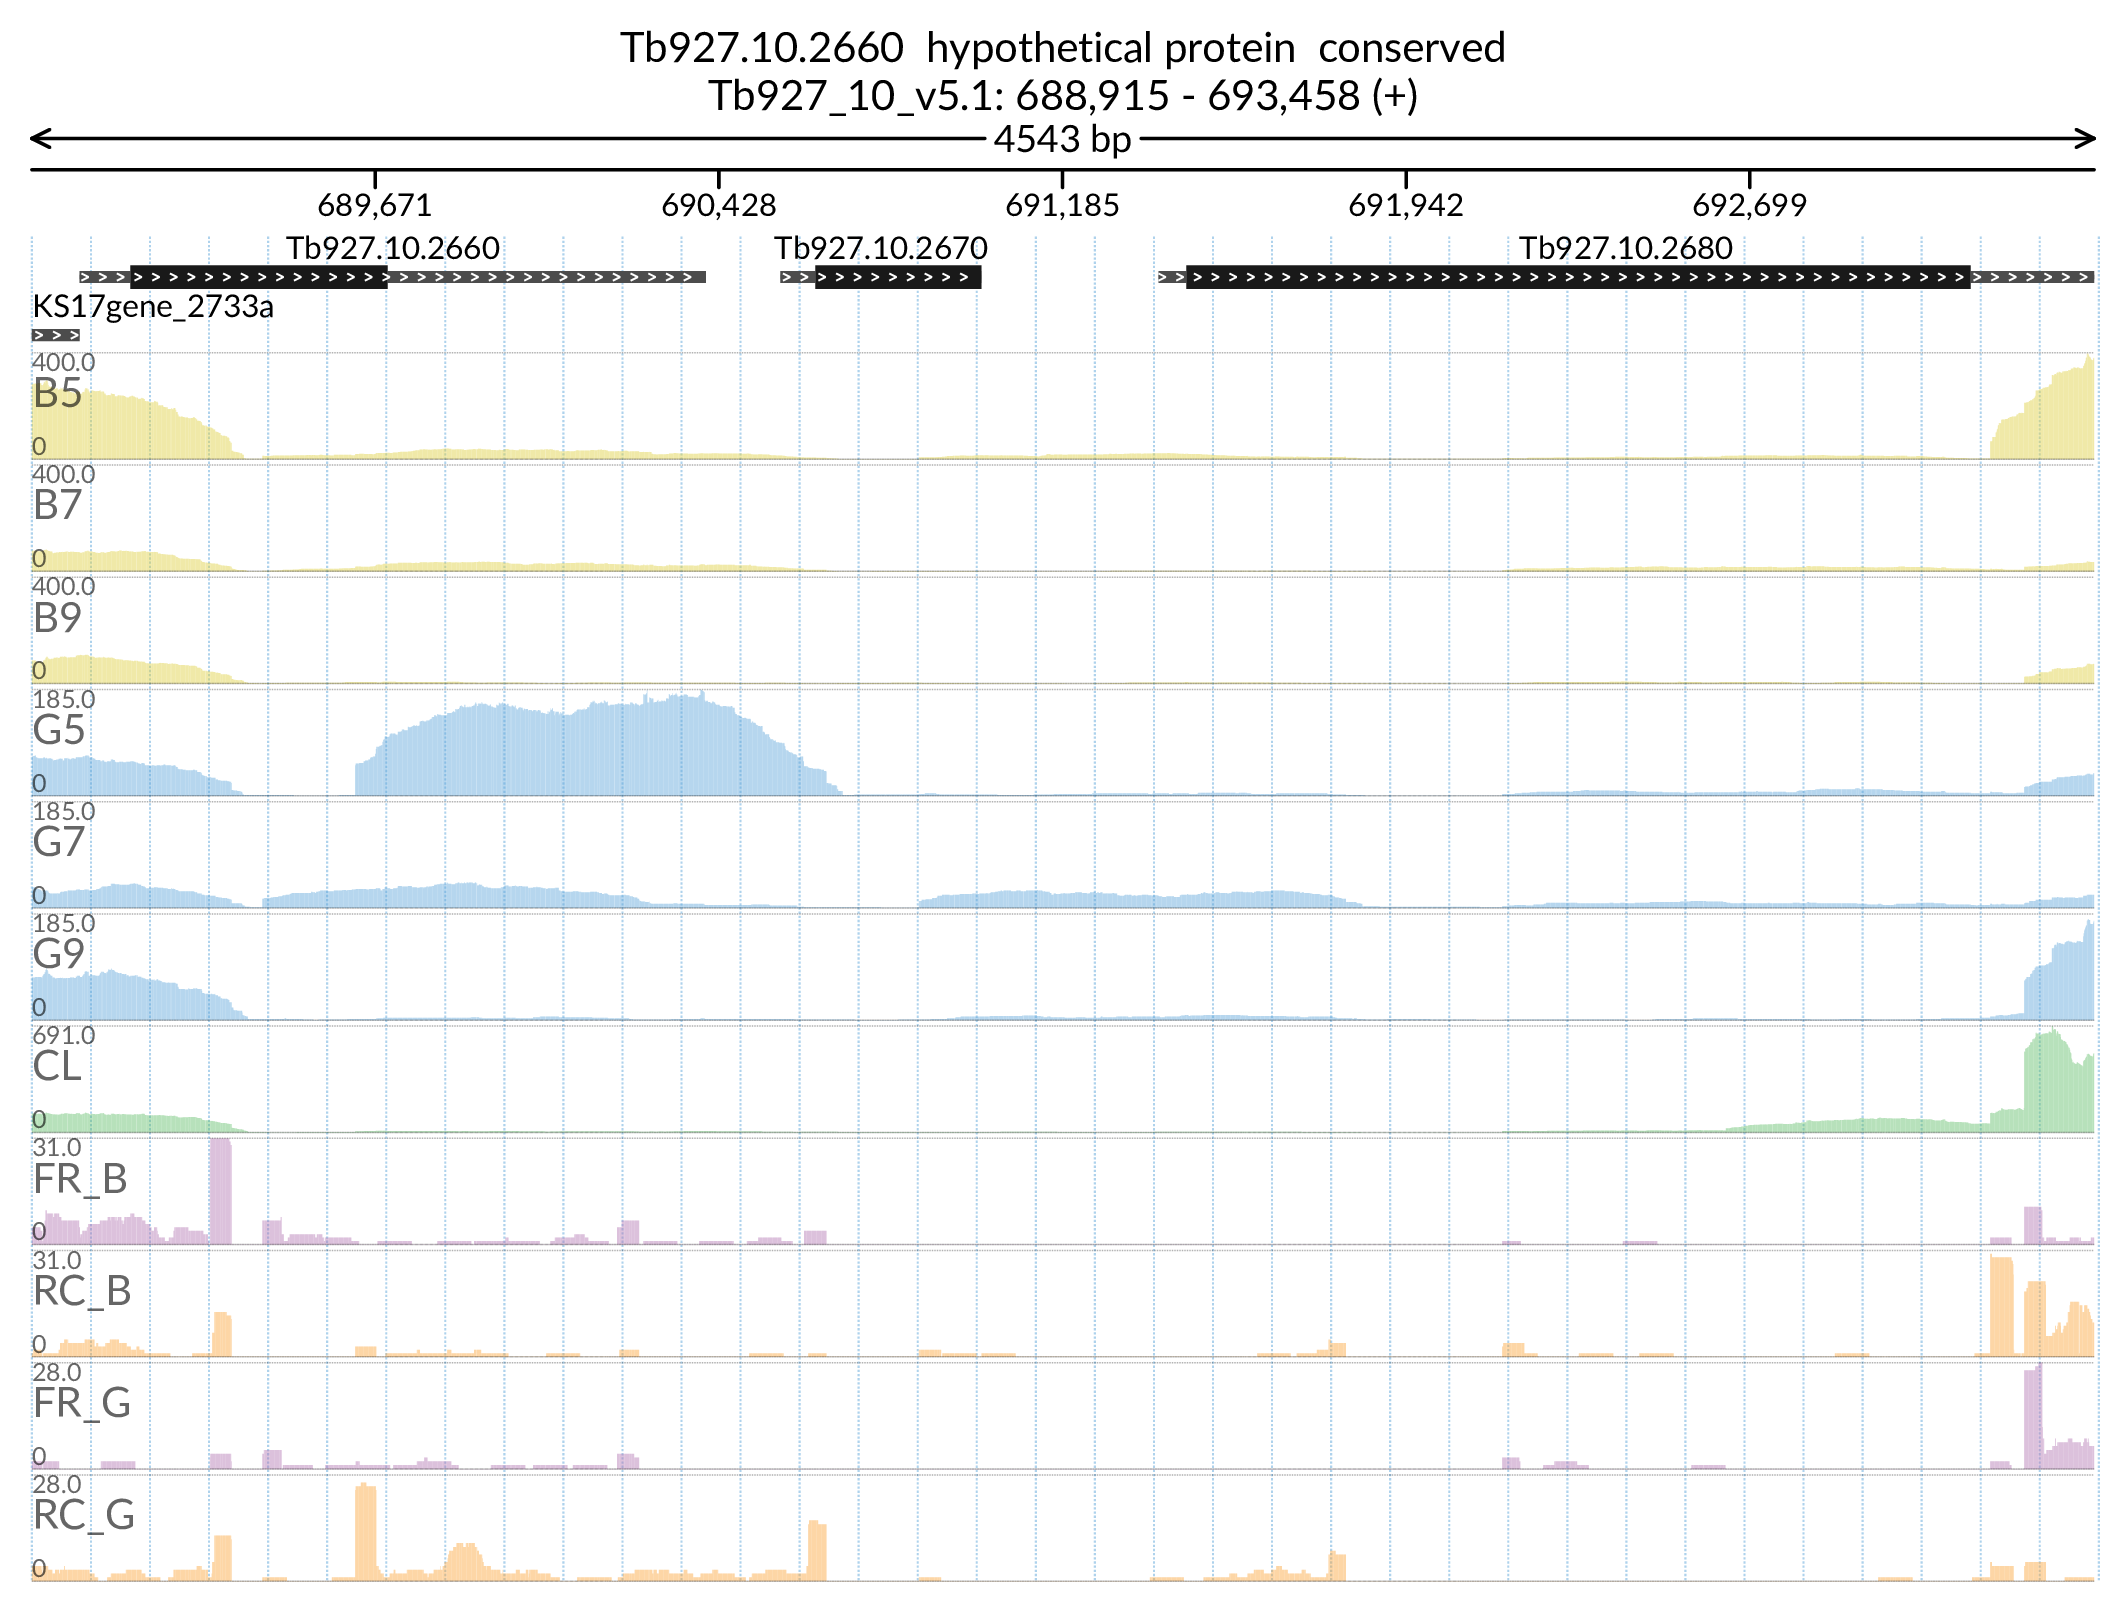 Tb927.10.2660  hypothetical protein  conserved
Tb927_10_v5.1: 688,915 - 693,458 (+)
4543 bp
689,671 690,428 691,185 691,942 692,699
Tb927.10.2660 Tb927.10.2670 Tb927.10.2680
KS17gene_2733a
400.0
B5
0
400.0
B7
0
400.0
B9
0
185.0
G5
0
185.0
G7
0
185.0
G9
0
691.0
CL
0
31.0
FR_B
0
31.0
RC_B
0
28.0
FR_G
0
28.0
RC_G
0